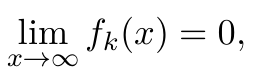 lim_{x→∞} f_k(x) = 0,